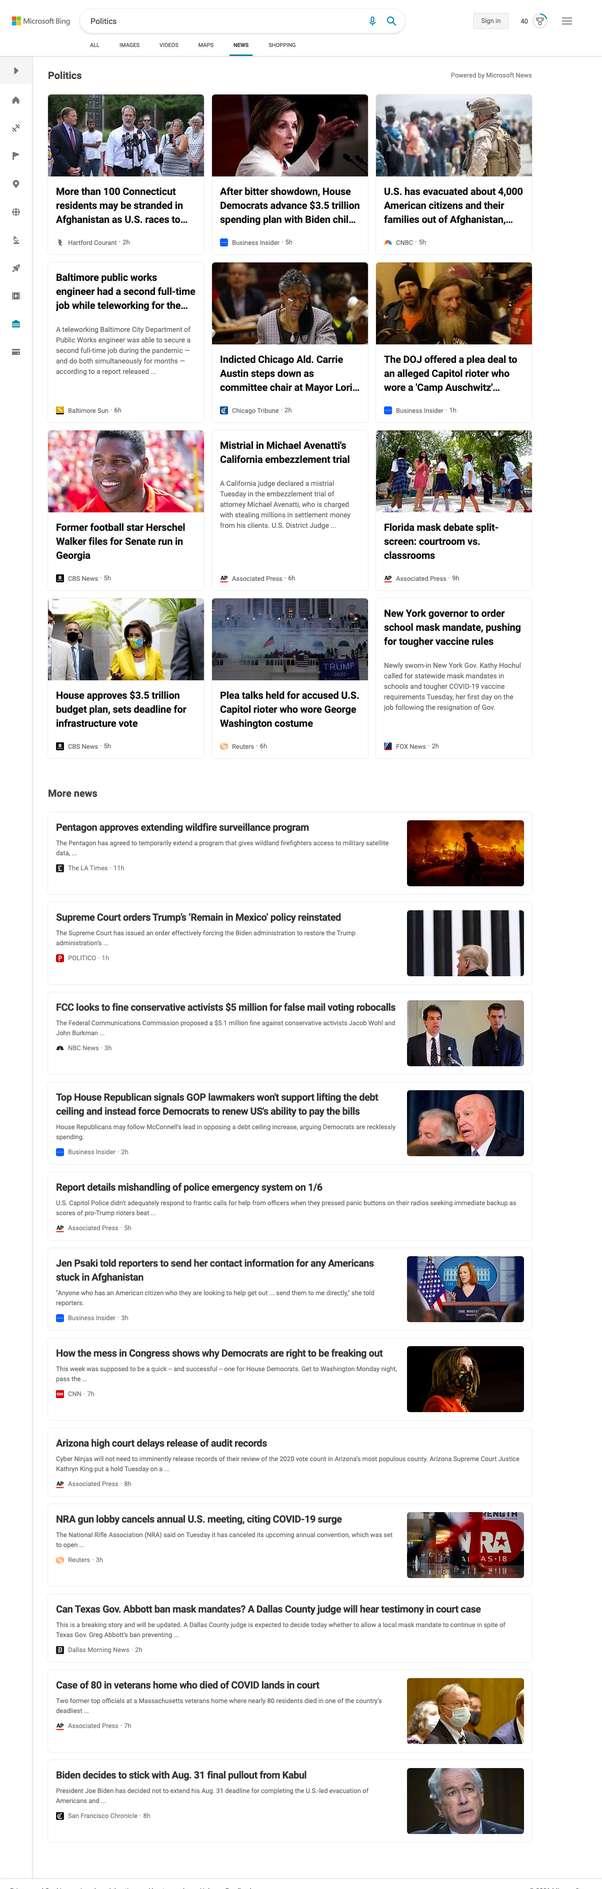 Microsoft Bing
Politics
Sign in
40
ALL
IMAGES
VIDEOS
MAPS
NEWS
SHOPPING
Politics
Powered by Microsoft News
More than 100 Connecticut
residents may be stranded in
Afghanistan as U.S. races to...
Hartford Courant · 2h
After bitter showdown, House
Democrats advance $3.5 trillion
spending plan with Biden chil...
Business Insider · 5h
U.S. has evacuated about 4,000
American citizens and their
families out of Afghanistan,...
CNBC · 5h
Baltimore public works
engineer had a second full-time
job while teleworking for the...
A teleworking Baltimore City Department of
Public Works engineer was able to secure a
second full-time job during the pandemic —
and do both simultaneously for months —
according to a report released ...
Baltimore Sun · 6h
Indicted Chicago Ald. Carrie
Austin steps down as
committee chair at Mayor Lori...
Chicago Tribune · 2h
The DOJ offered a plea deal to
an alleged Capitol rioter who
wore a 'Camp Auschwitz'...
Business Insider · 1h
Former football star Herschel
Walker files for Senate run in
Georgia
CBS News · 5h
Mistrial in Michael Avenatti's
California embezzlement trial
A California judge declared a mistrial
Tuesday in the embezzlement trial of
attorney Michael Avenatti, who is charged
with stealing millions in settlement money
from his clients. U.S. District Judge ...
AP
Associated Press · 6h
Florida mask debate split-
screen: courtroom vs.
classrooms
AP
Associated Press · 9h
House approves $3.5 trillion
budget plan, sets deadline for
infrastructure vote
CBS News · 5h
TRUMP
Plea talks held for accused U.S.
Capitol rioter who wore George
Washington costume
Reuters · 6h
New York governor to order
school mask mandate, pushing
for tougher vaccine rules
Newly sworn-in New York Gov. Kathy Hochul
called for statewide mask mandates in
schools and tougher COVID-19 vaccine
requirements Tuesday, her first day on the
job following the resignation of Gov.
FOX News · 2h
More news
Pentagon approves extending wildfire surveillance program
The Pentagon has agreed to temporarily extend a program that gives wildland firefighters access to military satellite
data, ...
The LA Times · 11h
Supreme Court orders Trump's 'Remain in Mexico' policy reinstated
The Supreme Court has issued an order effectively forcing the Biden administration to restore the Trump
administration's ...
POLITICO · 1h
FCC looks to fine conservative activists $5 million for false mail voting robocalls
The Federal Communications Commission proposed a $5.1 million fine against conservative activists Jacob Wohl and
John Burkman ...
NBC News · 3h
Top House Republican signals GOP lawmakers won't support lifting the debt
ceiling and instead force Democrats to renew US's ability to pay the bills
House Republicans may follow McConnell's lead in opposing a debt ceiling increase, arguing Democrats are recklessly
spending.
Business Insider · 2h
Report details mishandling of police emergency system on 1/6
U.S. Capitol Police didn't adequately respond to frantic calls for help from officers when they pressed panic buttons on their radios seeking immediate backup as
scores of pro-Trump rioters beat ...
AP
Associated Press · 5h
Jen Psaki told reporters to send her contact information for any Americans
stuck in Afghanistan
"Anyone who has an American citizen who they are looking to help get out ... send them to me directly," she told
reporters.
Business Insider · 3h
How the mess in Congress shows why Democrats are right to be freaking out
This week was supposed to be a quick – and successful – one for House Democrats. Get to Washington Monday night,
pass the ...
CNN · 7h
Arizona high court delays release of audit records
Cyber Ninjas will not need to imminently release records of their review of the 2020 vote count in Arizona's most populous county. Arizona Supreme Court Justice
Kathryn King put a hold Tuesday on a ...
AP
Associated Press · 8h
NRA gun lobby cancels annual U.S. meeting, citing COVID-19 surge
The National Rifle Association (NRA) said on Tuesday it has canceled its upcoming annual convention, which was set
to open ...
Reuters · 3h
Can Texas Gov. Abbott ban mask mandates? A Dallas County judge will hear testimony in court case
This is a breaking story and will be updated. A Dallas County judge is expected to decide today whether to allow a local mask mandate to continue in spite of
Texas Gov. Greg Abbott's ban preventing ...
Dallas Morning News · 2h
Case of 80 in veterans home who died of COVID lands in court
Two former top officials at a Massachusetts veterans home where nearly 80 residents died in one of the country's
deadliest ...
AP
Associated Press · 7h
Biden decides to stick with Aug. 31 final pullout from Kabul
President Joe Biden has decided not to extend his Aug. 31 deadline for completing the U.S.-led evacuation of
Americans and ...
San Francisco Chronicle · 8h